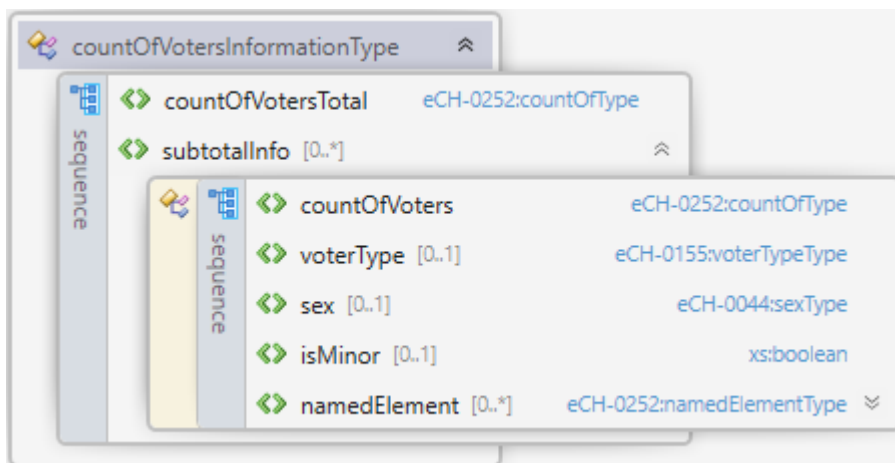 countOfVotersInformationType
sequence
countOfVotersTotal eCH-0252:countOfType
subtotalInfo [0..*]
sequence
countOfVoters eCH-0252:countOfType
voterType [0..1] eCH-0155:voterTypeType
sex [0..1] eCH-0044:sexType
isMinor [0..1] xs:boolean
namedElement [0..*] eCH-0252:namedElementType